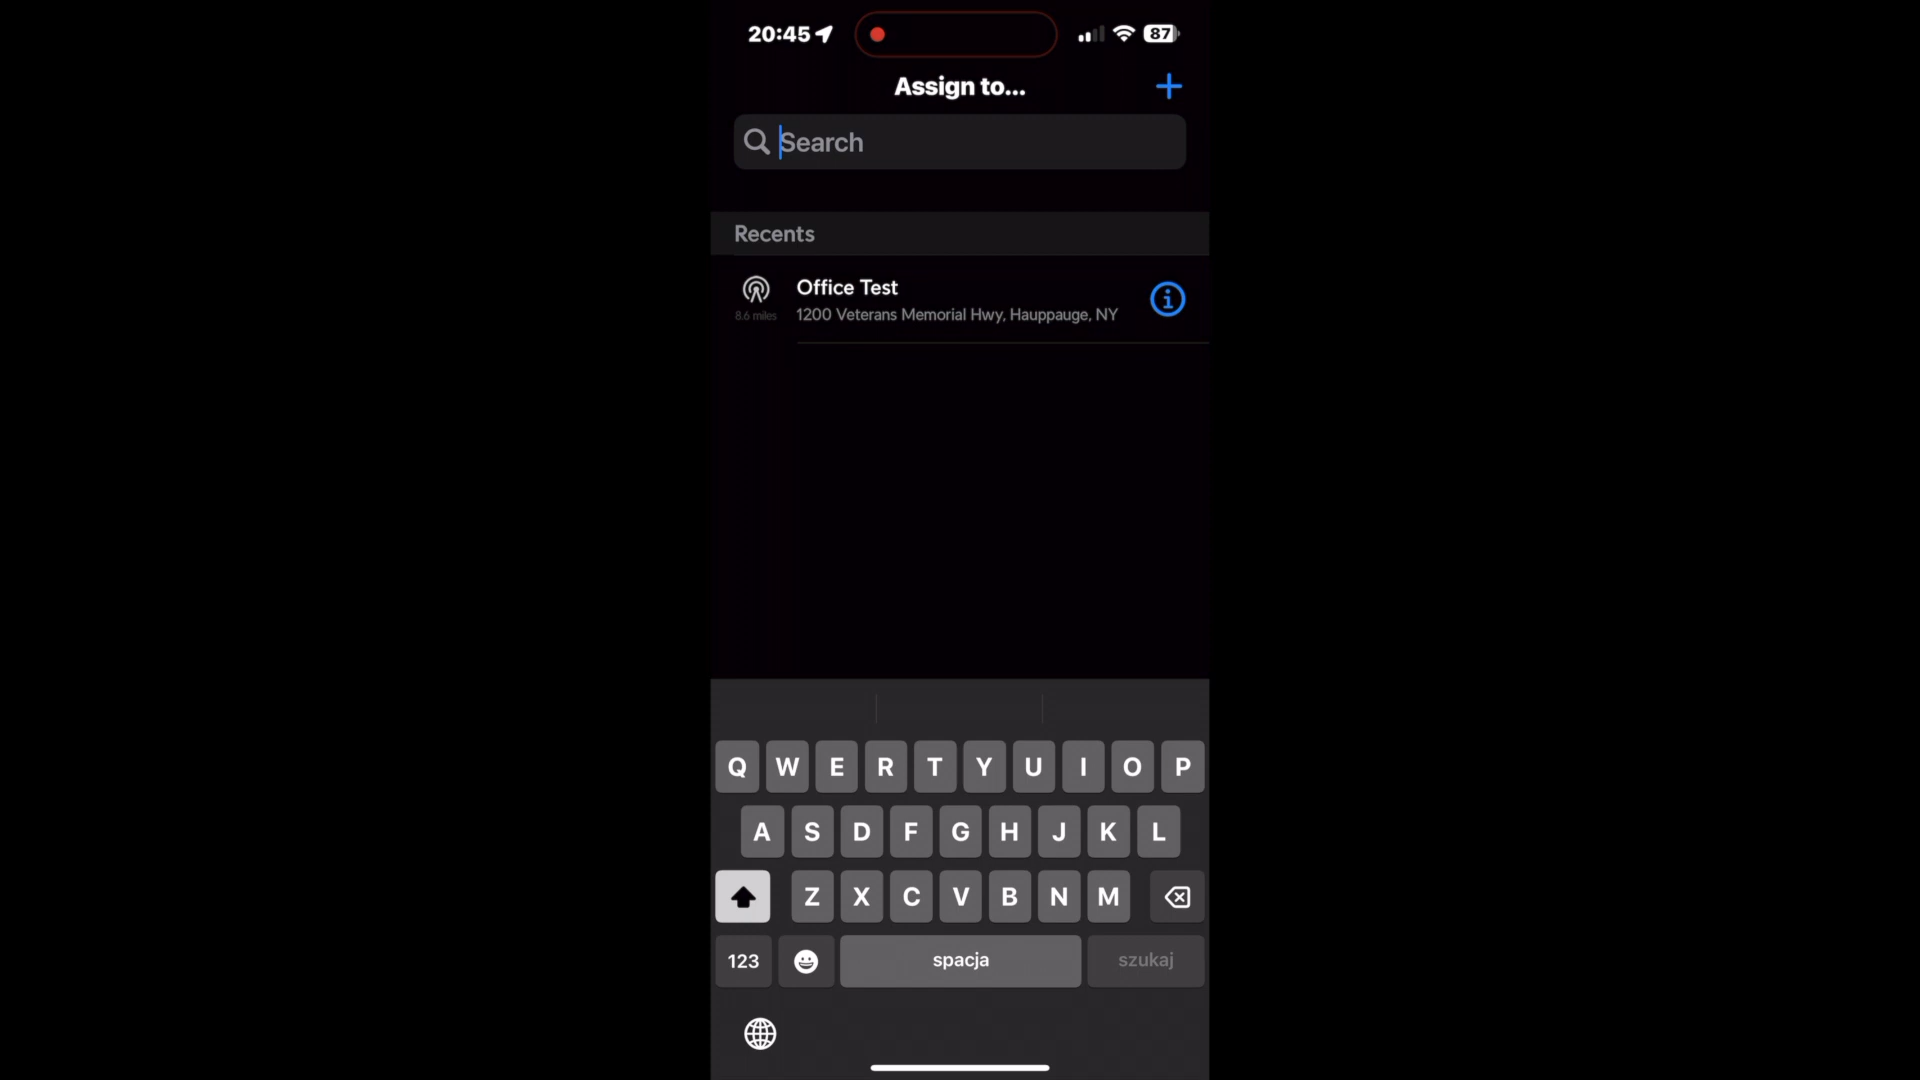 20:45
87
Assign to...
Search
Recents
Office Test
8.6 miles
1200 Veterans Memorial Hwy, Hauppauge, NY
Q W E R T Y U I O P
A S D F G H J K L
Z X C V B N M
123 spacja szukaj